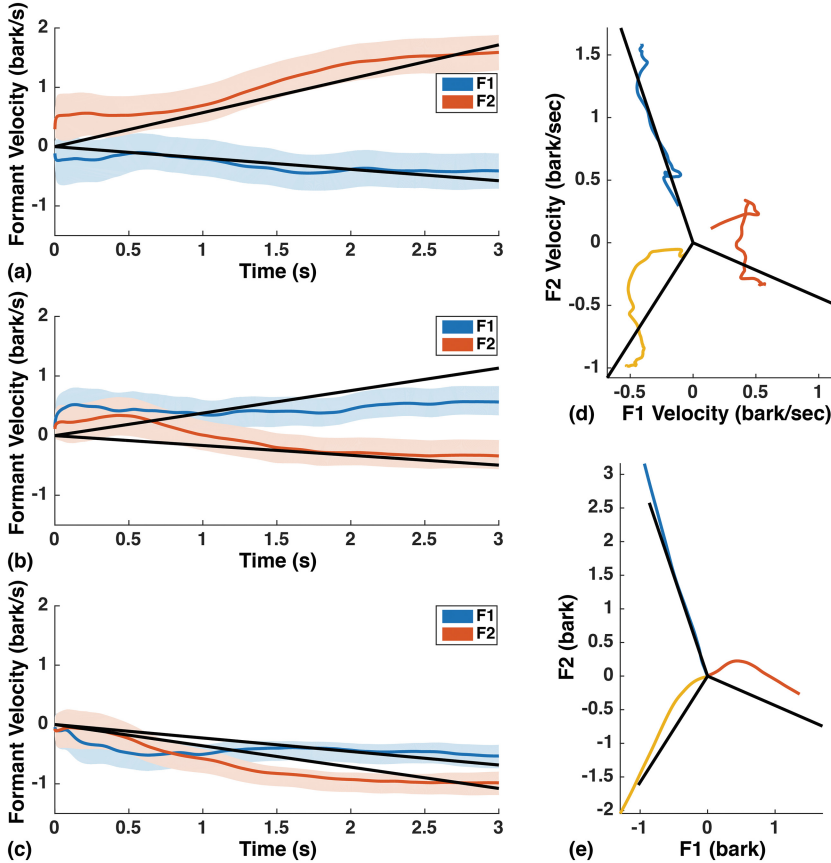 Formant Velocity (bark/s)
2
1
0
-1
F1
F2
0
0.5
1
1.5
2
2.5
3
Time (s)
(a)
Formant Velocity (bark/s)
2
1
0
-1
F1
F2
0
0.5
1
1.5
2
2.5
3
Time (s)
(b)
Formant Velocity (bark/s)
2
1
0
-1
F1
F2
0
0.5
1
1.5
2
2.5
3
Time (s)
(c)
F2 Velocity (bark/sec)
1.5
1
0.5
0
-0.5
-1
-0.5
0
0.5
1
F1 Velocity (bark/sec)
(d)
F2 (bark)
3
2.5
2
1.5
1
0.5
0
-0.5
-1
-1.5
-2
-1
0
1
F1 (bark)
(e)